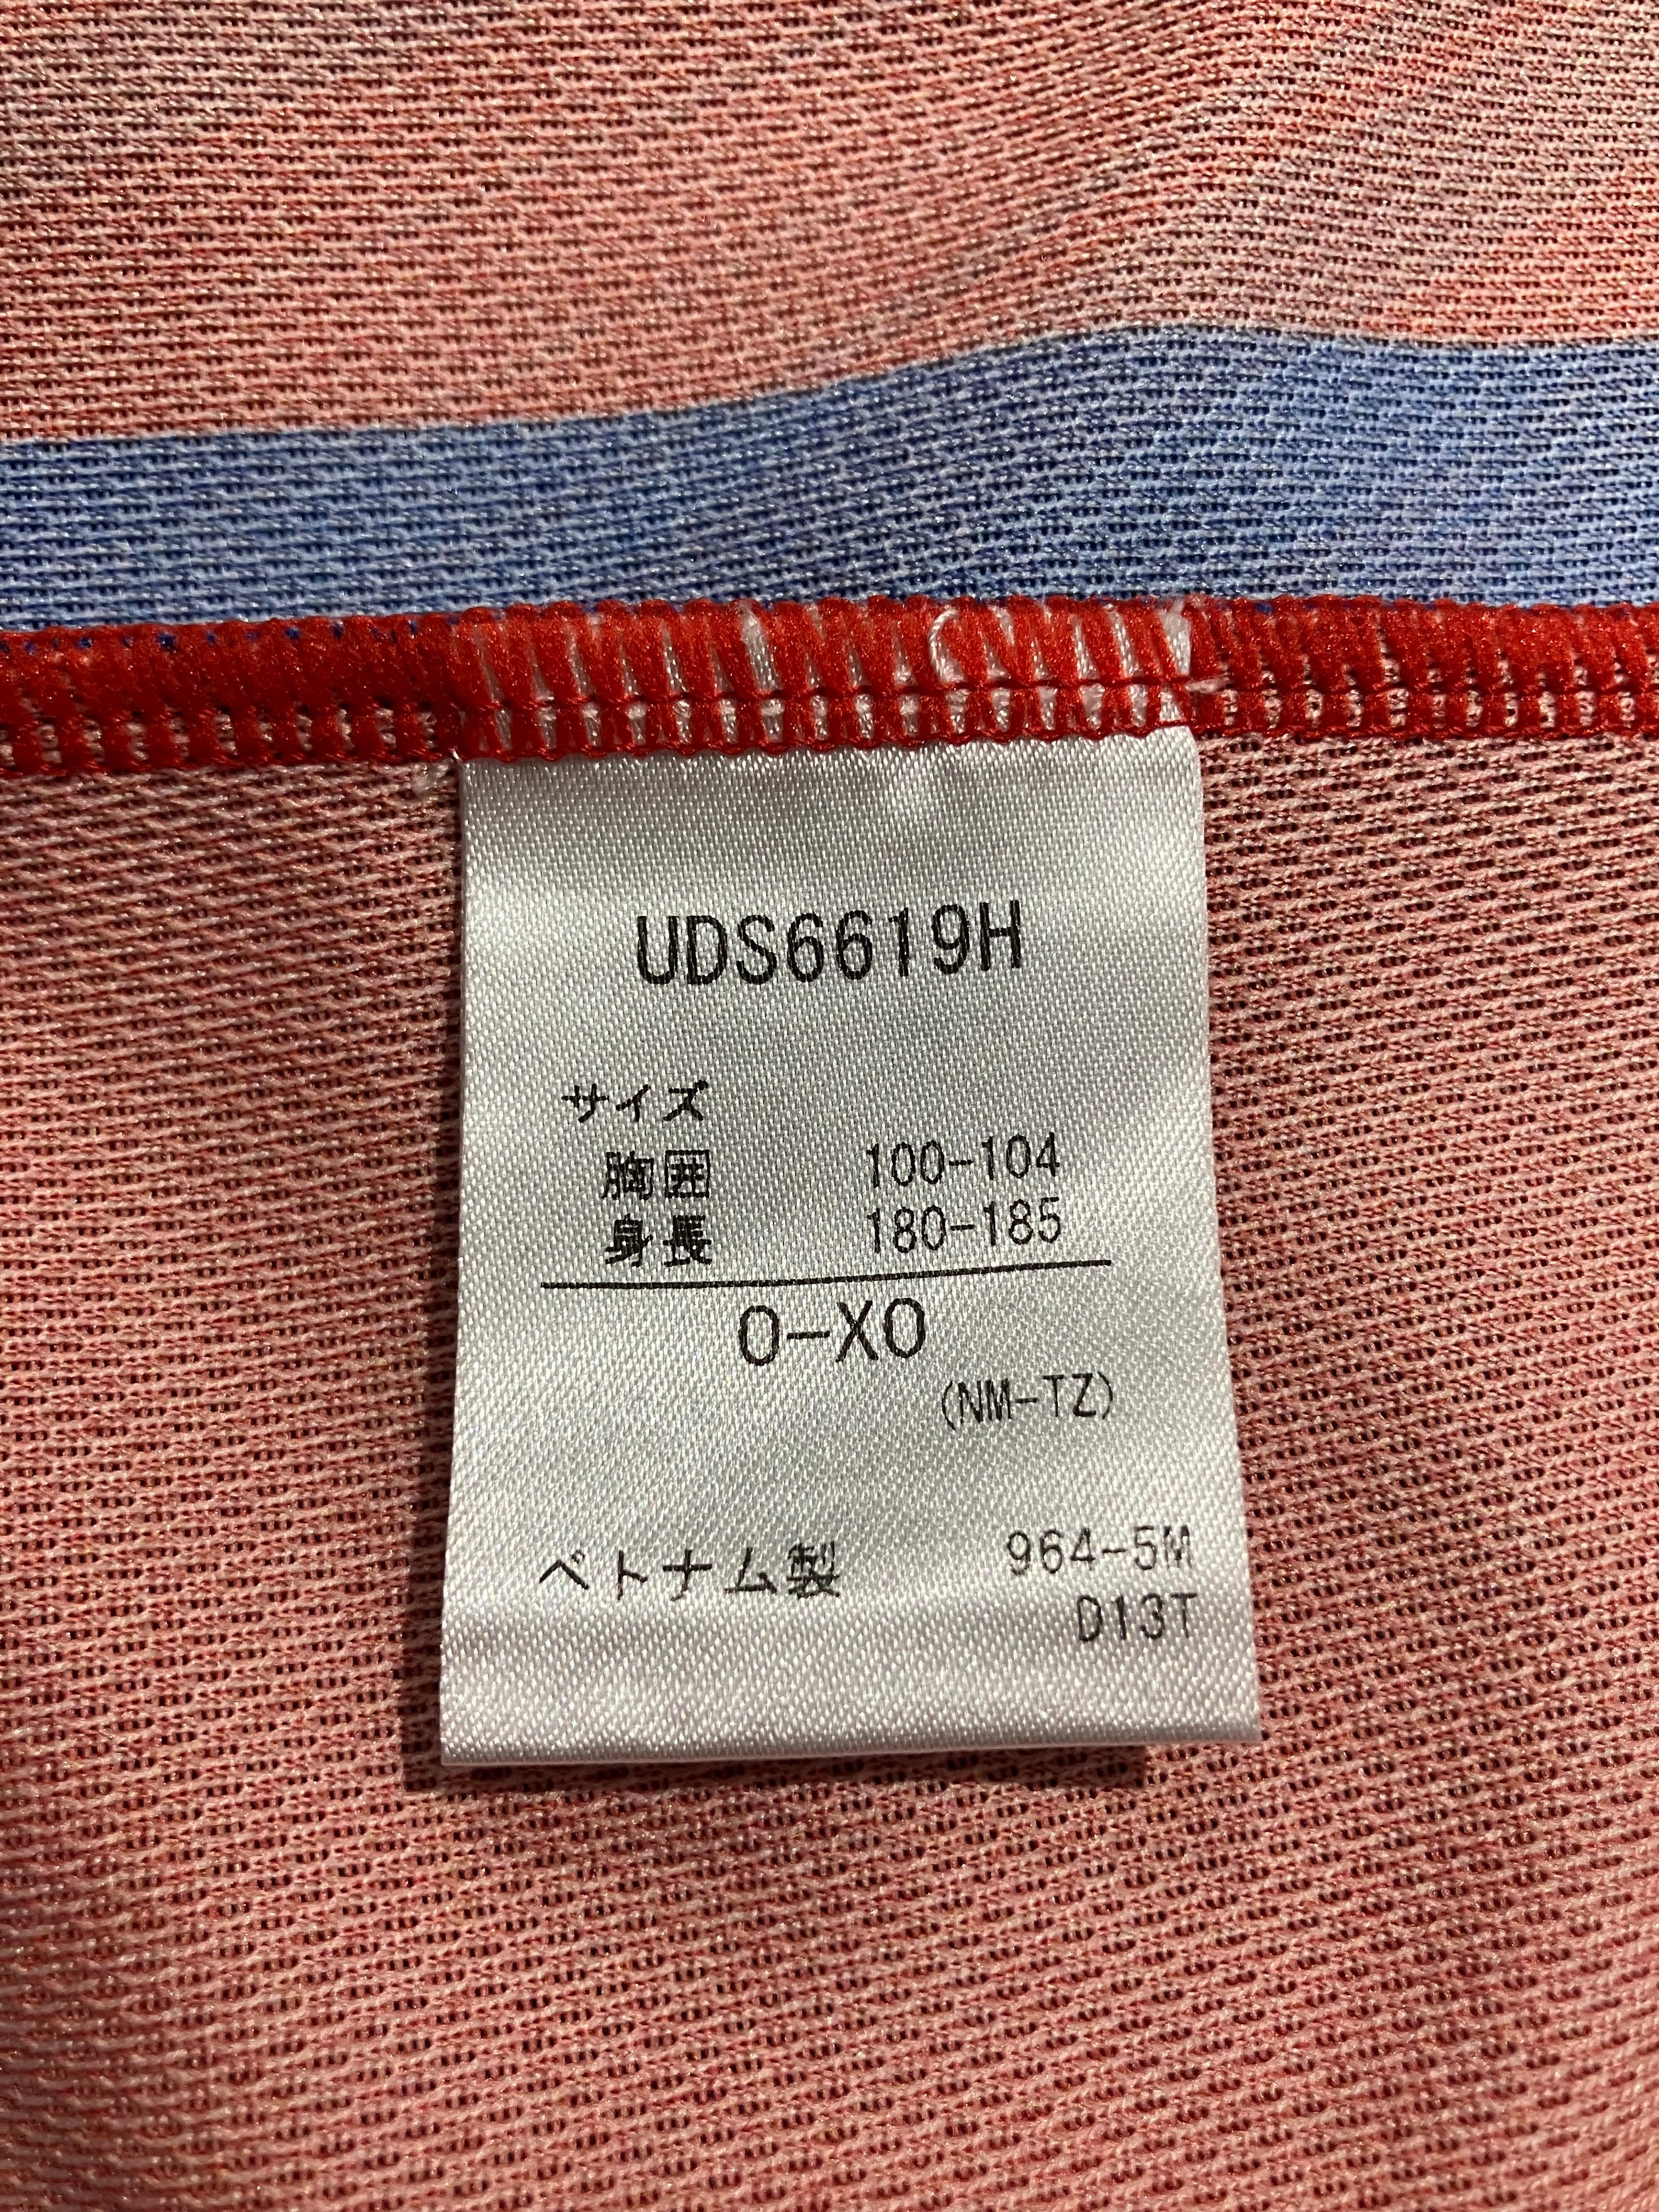 UDS6619H
サイズ
胸囲 100-104
身長 180-185
O-XO
(NM-TZ)
ベトナム製 964-5M
D13T